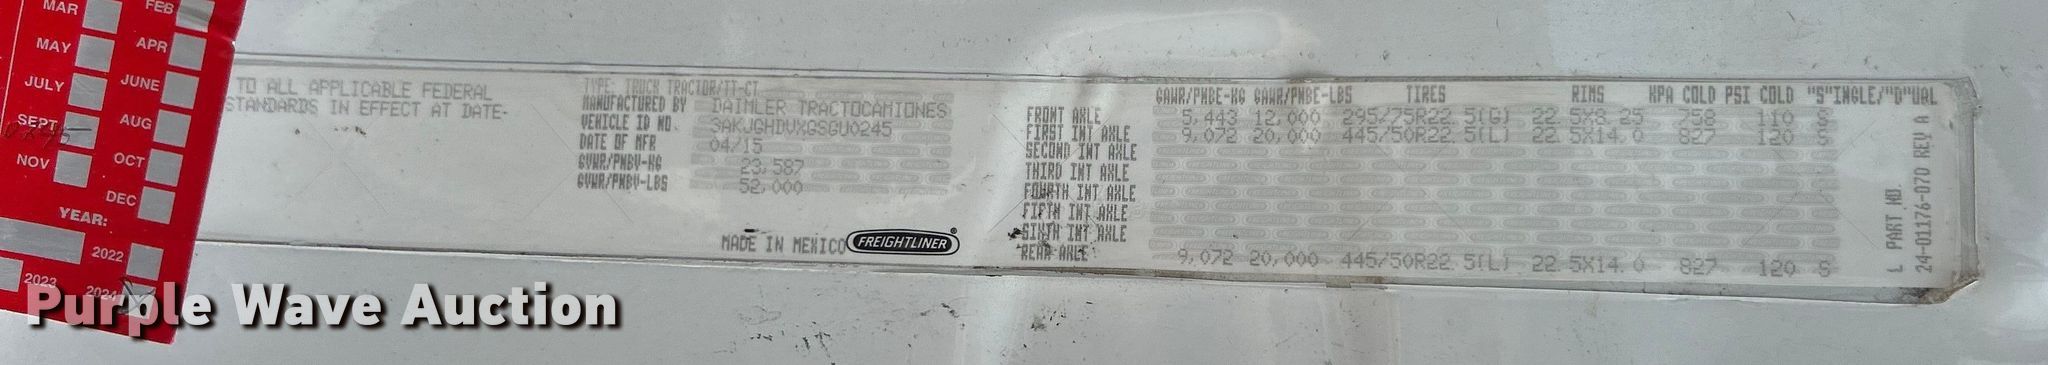 MAR
FEB
MAY
APR
JULY
JUNE
SEPT
AUG
NOV
OCT
DEC
YEAR:
2022
2023
2024
TO ALL APPLICABLE FEDERAL
STANDARDS IN EFFECT AT DATE-
TYPE: TRUCK TRACTOR/TT-CT
MANUFACTURED BY DAIMLER TRACTOCAMIONES
VEHICLE ID NO. 3AKJGHDVXGSGU0245
DATE OF MFR 04/15
GVWR/PNBV-KG 23,587
GVWR/PNBV-LBS 52,000
MADE IN MEXICO FREIGHTLINER®
GAWR/PNBE-KG GAWR/PNBE-LBS TIRES RIMS KPA COLD PSI COLD "S"INGLE/"D"UAL
FRONT AXLE 5,443 12,000 295/75R22.5(G) 22.5X8.25 758 110 S
FIRST INT AXLE 9,072 20,000 445/50R22.5(L) 22.5X14.0 827 120 S
SECOND INT AXLE
THIRD INT AXLE
FOURTH INT AXLE
FIFTH INT AXLE
SIXTH INT AXLE
REAR AXLE 9,072 20,000 445/50R22.5(L) 22.5X14.0 827 120 S
L PART NO.
24-01176-070 REV A
Purple Wave Auction